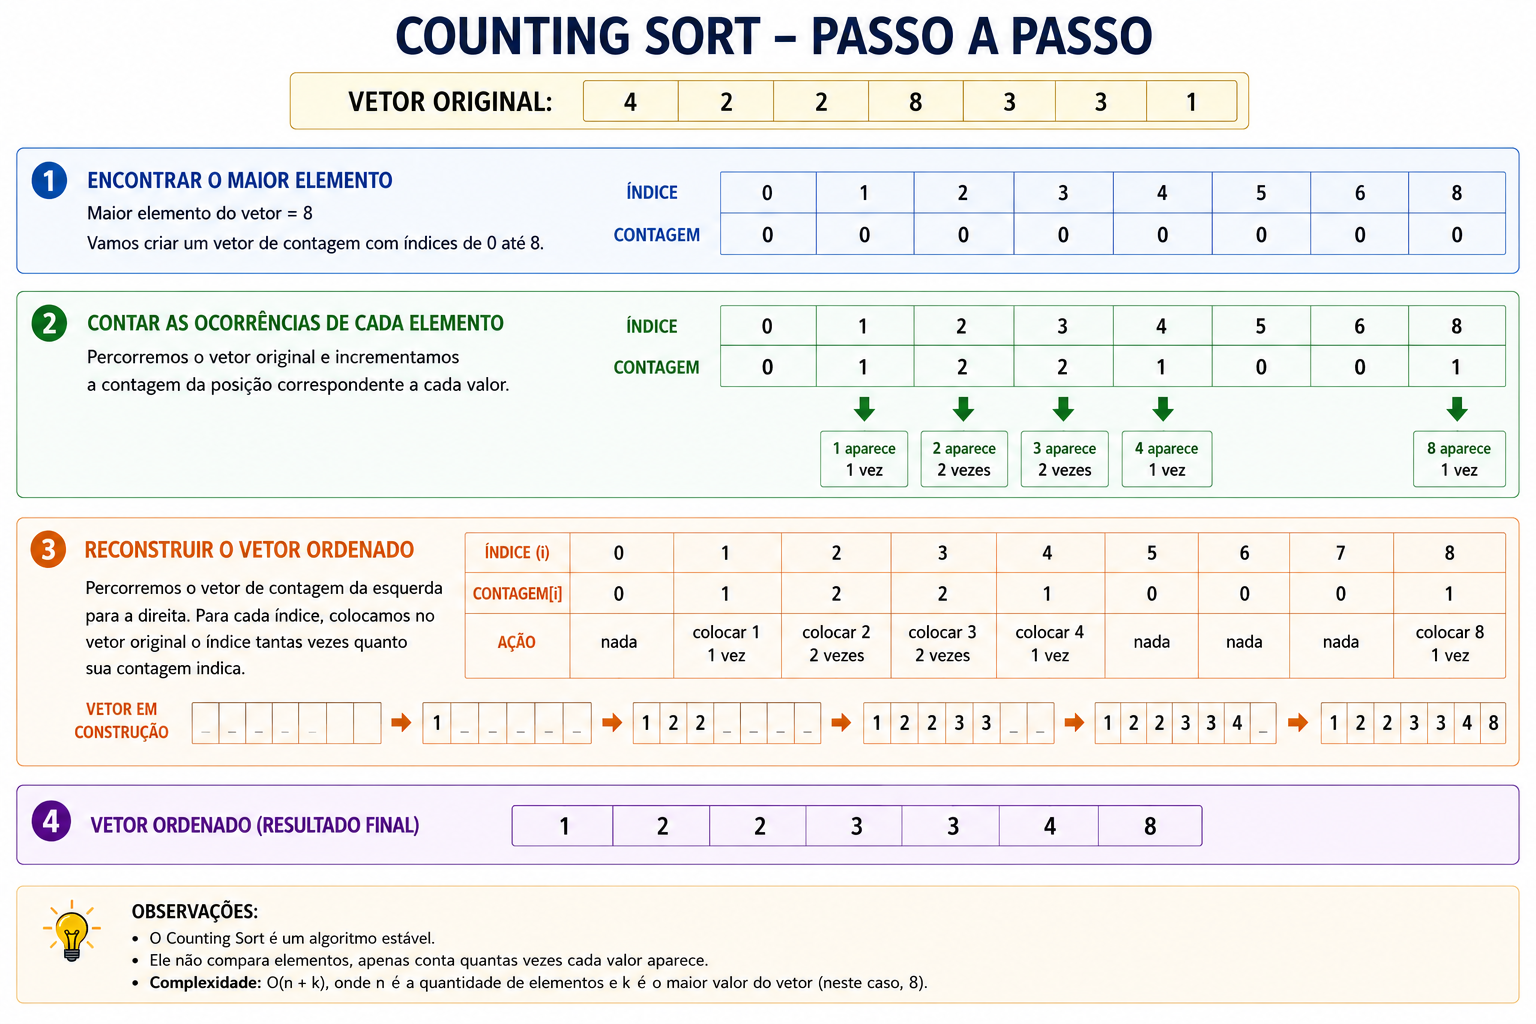 COUNTING SORT – PASSO A PASSO
VETOR ORIGINAL: 4 2 2 8 3 3 1
1 ENCONTRAR O MAIOR ELEMENTO
Maior elemento do vetor = 8
Vamos criar um vetor de contagem com índices de 0 até 8.
ÍNDICE 0 1 2 3 4 5 6 8
CONTAGEM 0 0 0 0 0 0 0 0
2 CONTAR AS OCORRÊNCIAS DE CADA ELEMENTO
Percorremos o vetor original e incrementamos
a contagem da posição correspondente a cada valor.
ÍNDICE 0 1 2 3 4 5 6 8
CONTAGEM 0 1 2 2 1 0 0 1
1 aparece 2 aparece 3 aparece 4 aparece 8 aparece
1 vez 2 vezes 2 vezes 1 vez 1 vez
3 RECONSTRUIR O VETOR ORDENADO
Percorremos o vetor de contagem da esquerda
para a direita. Para cada índice, colocamos no
vetor original o índice tantas vezes quanto
sua contagem indica.
ÍNDICE (i) 0 1 2 3 4 5 6 7 8
CONTAGEM[i] 0 1 2 2 1 0 0 0 1
AÇÃO nada colocar 1 colocar 2 colocar 3 colocar 4 nada nada nada colocar 8
1 vez 2 vezes 2 vezes 1 vez 1 vez
VETOR EM
CONSTRUÇÃO
_ _ _ _ _
1 _ _ _ _ _
1 2 2 _ _ _ _
1 2 2 3 3 _ _
1 2 2 3 3 4 _
1 2 2 3 3 4 8
4 VETOR ORDENADO (RESULTADO FINAL) 1 2 2 3 3 4 8
OBSERVAÇÕES:
• O Counting Sort é um algoritmo estável.
• Ele não compara elementos, apenas conta quantas vezes cada valor aparece.
• Complexidade: O(n + k), onde n é a quantidade de elementos e k é o maior valor do vetor (neste caso, 8).